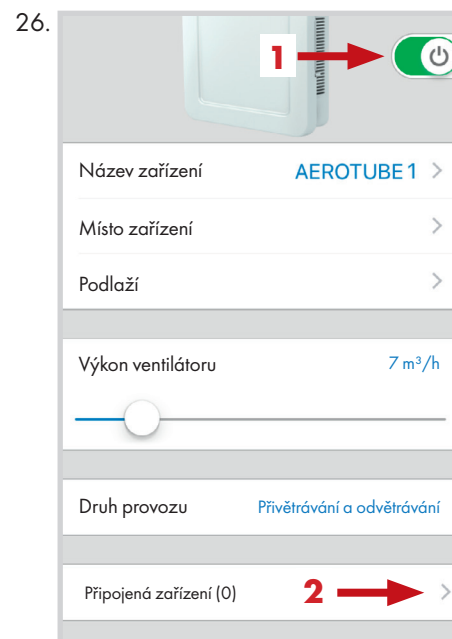 26.
1
Název zařízení AEROTUBE 1
Místo zařízení
Podlaží
Výkon ventilátoru 7 m³/h
Druh provozu Přivětrávání a odvětrávání
Připojená zařízení (0) 2